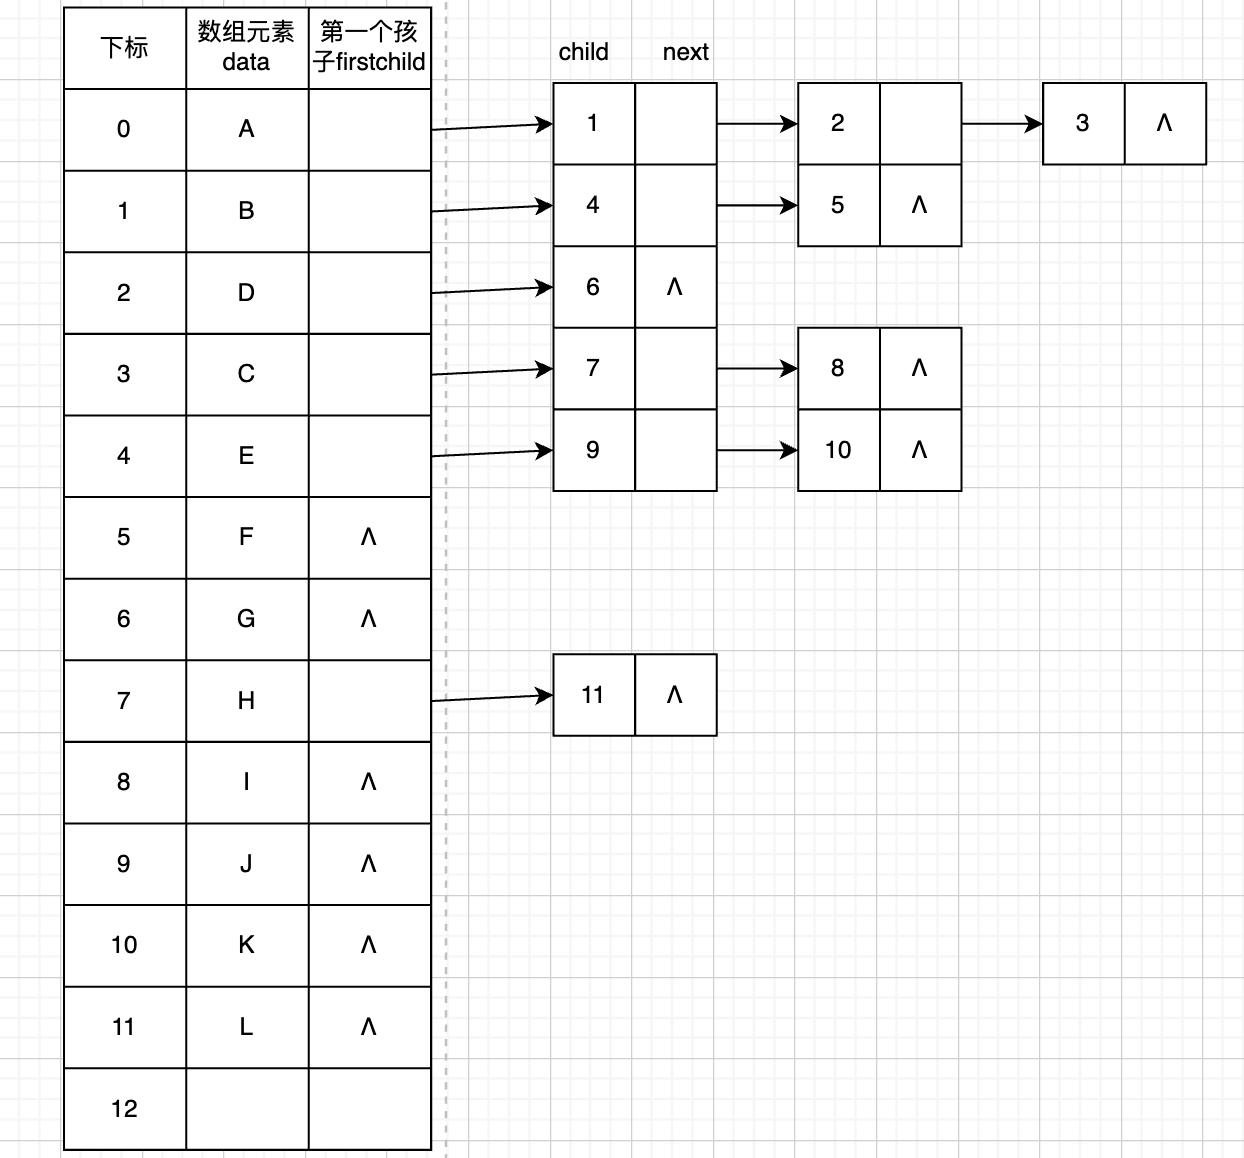 下标 数组元素 第一个孩
data 子firstchild
child next
0 A 1 2 3 Λ
1 B 4 5 Λ
2 D 6 Λ
3 C 7 8 Λ
4 E 9 10 Λ
5 F Λ
6 G Λ
7 H 11 Λ
8 I Λ
9 J Λ
10 K Λ
11 L Λ
12